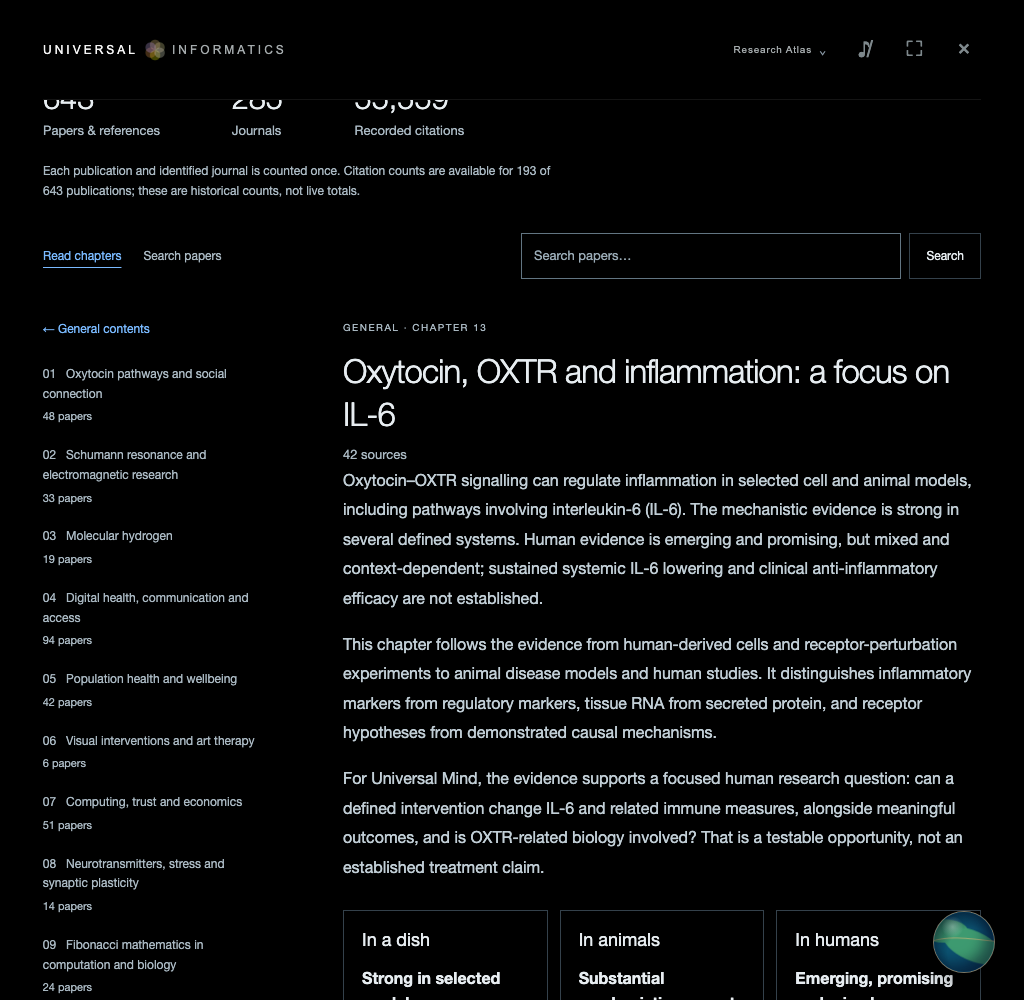 UNIVERSAL INFORMATICS
Research Atlas
643 285 55,559
Papers & references Journals Recorded citations
Each publication and identified journal is counted once. Citation counts are available for 193 of
643 publications; these are historical counts, not live totals.
Read chapters Search papers
Search papers...
Search
← General contents
01 Oxytocin pathways and social
connection
48 papers
02 Schumann resonance and
electromagnetic research
33 papers
03 Molecular hydrogen
19 papers
04 Digital health, communication and
access
94 papers
05 Population health and wellbeing
42 papers
06 Visual interventions and art therapy
6 papers
07 Computing, trust and economics
51 papers
08 Neurotransmitters, stress and
synaptic plasticity
14 papers
09 Fibonacci mathematics in
computation and biology
24 papers
GENERAL · CHAPTER 13
Oxytocin, OXTR and inflammation: a focus on
IL-6
42 sources
Oxytocin–OXTR signalling can regulate inflammation in selected cell and animal models,
including pathways involving interleukin-6 (IL-6). The mechanistic evidence is strong in
several defined systems. Human evidence is emerging and promising, but mixed and
context-dependent; sustained systemic IL-6 lowering and clinical anti-inflammatory
efficacy are not established.
This chapter follows the evidence from human-derived cells and receptor-perturbation
experiments to animal disease models and human studies. It distinguishes inflammatory
markers from regulatory markers, tissue RNA from secreted protein, and receptor
hypotheses from demonstrated causal mechanisms.
For Universal Mind, the evidence supports a focused human research question: can a
defined intervention change IL-6 and related immune measures, alongside meaningful
outcomes, and is OXTR-related biology involved? That is a testable opportunity, not an
established treatment claim.
In a dish
Strong in selected
In animals
Substantial
In humans
Emerging, promising